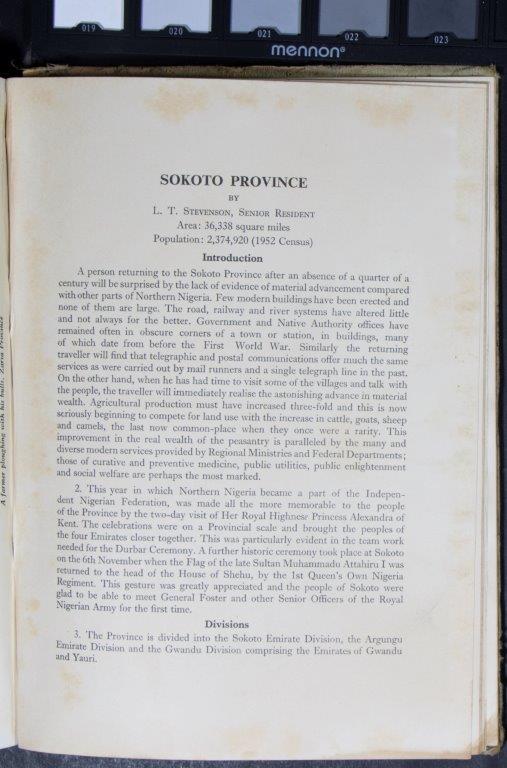 019 020 021 022 023
mennon®
SOKOTO PROVINCE
BY
L. T. STEVENSON, SENIOR RESIDENT
Area: 36,338 square miles
Population: 2,374,920 (1952 Census)
Introduction
A person returning to the Sokoto Province after an absence of a quarter of a
century will be surprised by the lack of evidence of material advancement compared
with other parts of Northern Nigeria. Few modern buildings have been erected and
none of them are large. The road, railway and river systems have altered little
and not always for the better. Government and Native Authority offices have
remained often in obscure corners of a town or station, in buildings, many
of which date from before the First World War. Similarly the returning
traveller will find that telegraphic and postal communications offer much the same
services as were carried out by mail runners and a single telegraph line in the past.
On the other hand, when he has had time to visit some of the villages and talk with
the people, the traveller will immediately realise the astonishing advance in material
wealth. Agricultural production must have increased three-fold and this is now
seriously beginning to compete for land use with the increase in cattle, goats, sheep
and camels, the last now common-place when they once were a rarity. This
improvement in the real wealth of the peasantry is paralleled by the many and
diverse modern services provided by Regional Ministries and Federal Departments;
those of curative and preventive medicine, public utilities, public enlightenment
and social welfare are perhaps the most marked.
2. This year in which Northern Nigeria became a part of the Indepen-
dent Nigerian Federation, was made all the more memorable to the people
of the Province by the two-day visit of Her Royal Highness Princess Alexandra of
Kent. The celebrations were on a Provincial scale and brought the peoples of
the four Emirates closer together. This was particularly evident in the team work
needed for the Durbar Ceremony. A further historic ceremony took place at Sokoto
on the 6th November when the Flag of the late Sultan Muhammadu Attahiru I was
returned to the head of the House of Shehu, by the 1st Queen's Own Nigeria
Regiment. This gesture was greatly appreciated and the people of Sokoto were
glad to be able to meet General Foster and other Senior Officers of the Royal
Nigerian Army for the first time.
Divisions
3. The Province is divided into the Sokoto Emirate Division, the Argungu
Emirate Division and the Gwandu Division comprising the Emirates of Gwandu
and Yauri.
A farmer ploughing with his bulls. Zaria Province